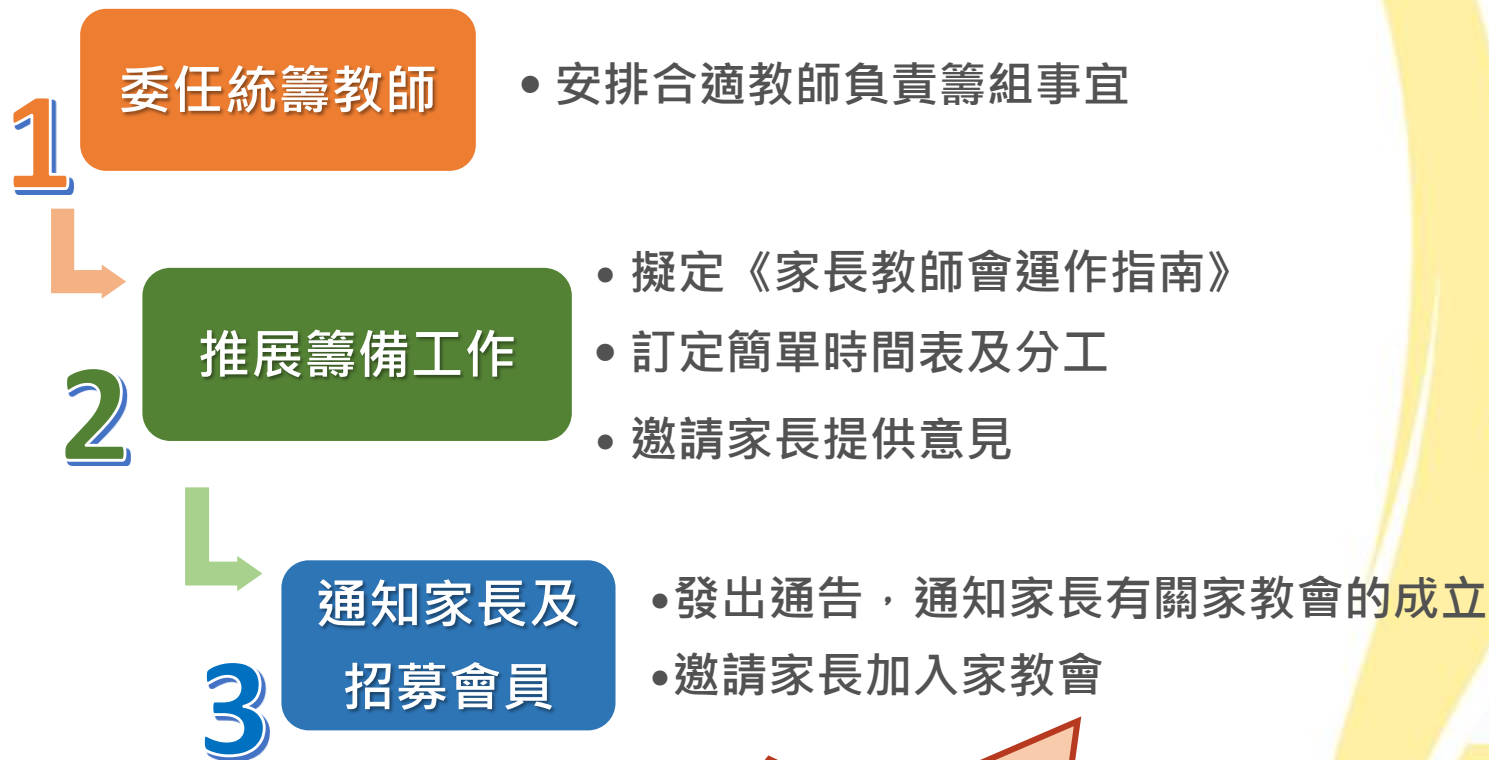 1
委任統籌教師
• 安排合適教師負責籌組事宜
2
推展籌備工作
• 擬定《家長教師會運作指南》
• 訂定簡單時間表及分工
• 邀請家長提供意見
3
通知家長及
招募會員
•發出通告，通知家長有關家教會的成立
•邀請家長加入家教會